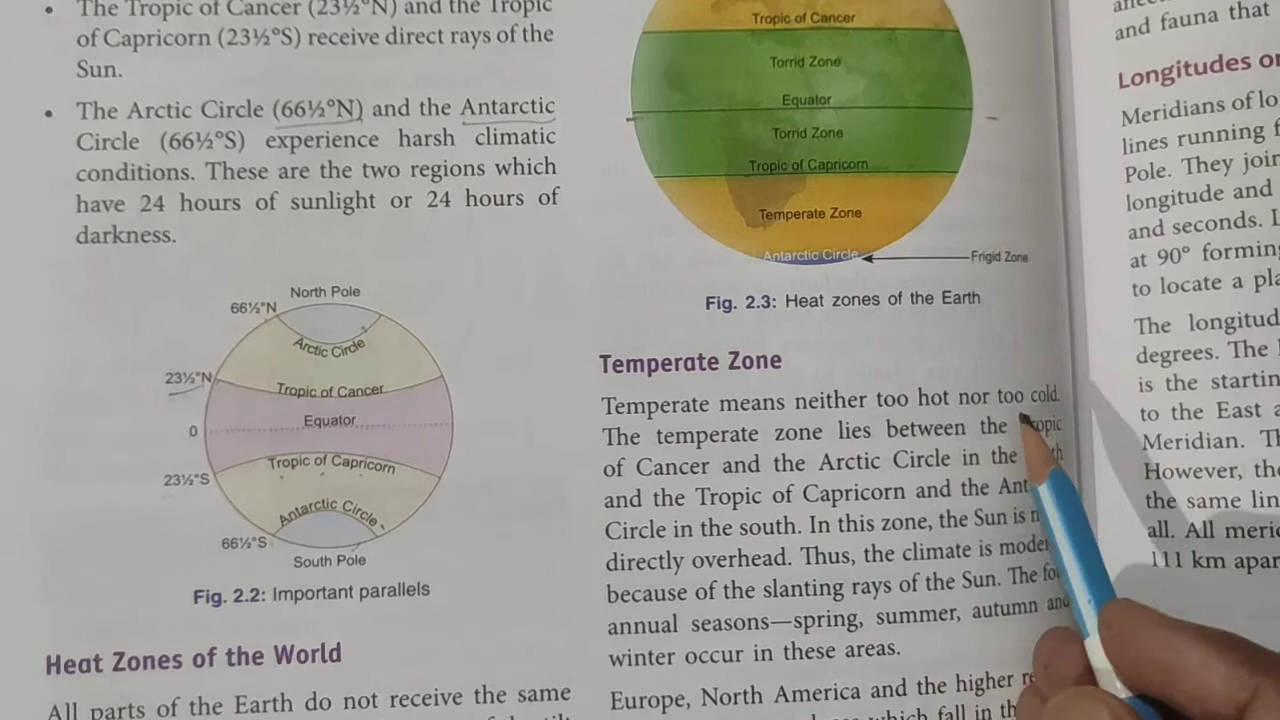 The Tropic of Cancer (23½°N) and the Tropic
of Capricorn (23½°S) receive direct rays of the
Sun.
• The Arctic Circle (66½°N) and the Antarctic
Circle (66½°S) experience harsh climatic
conditions. These are the two regions which
have 24 hours of sunlight or 24 hours of
darkness.
North Pole
66½°N
Arctic Circle
23½°N
Tropic of Cancer
Equator
0
Tropic of Capricorn
23½°S
Antarctic Circle
66½°S
South Pole
Fig. 2.2: Important parallels
Heat Zones of the World
All parts of the Earth do not receive the same
Tropic of Cancer
Torrid Zone
Equator
Torrid Zone
Tropic of Capricorn
Temperate Zone
Antarctic Circle
Frigid Zone
Fig. 2.3: Heat zones of the Earth
Temperate Zone
Temperate means neither too hot nor too cold.
The temperate zone lies between the
of Cancer and the Arctic Circle in the
and the Tropic of Capricorn and the
Circle in the south. In this zone, the Sun is
directly overhead. Thus, the climate is
because of the slanting rays of the Sun. The
annual seasons—spring, summer, autumn and
winter occur in these areas.
Europe, North America and the higher
which fall in
and fauna that
Longitudes
Meridians of
lines running
Pole. They
longitude and
and seconds.
at 90°
to locate a
The
degrees. The
is the
to the East
Meridian.
However,
the same
all. All
111 km